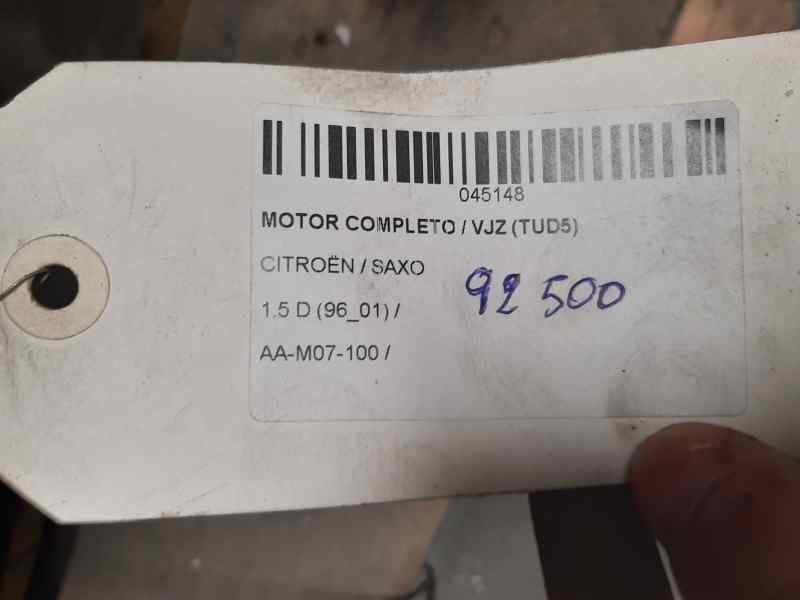 045148
MOTOR COMPLETO / VJZ (TUD5)
CITROËN / SAXO
92 500
1.5 D (96_01) /
AA-M07-100 /